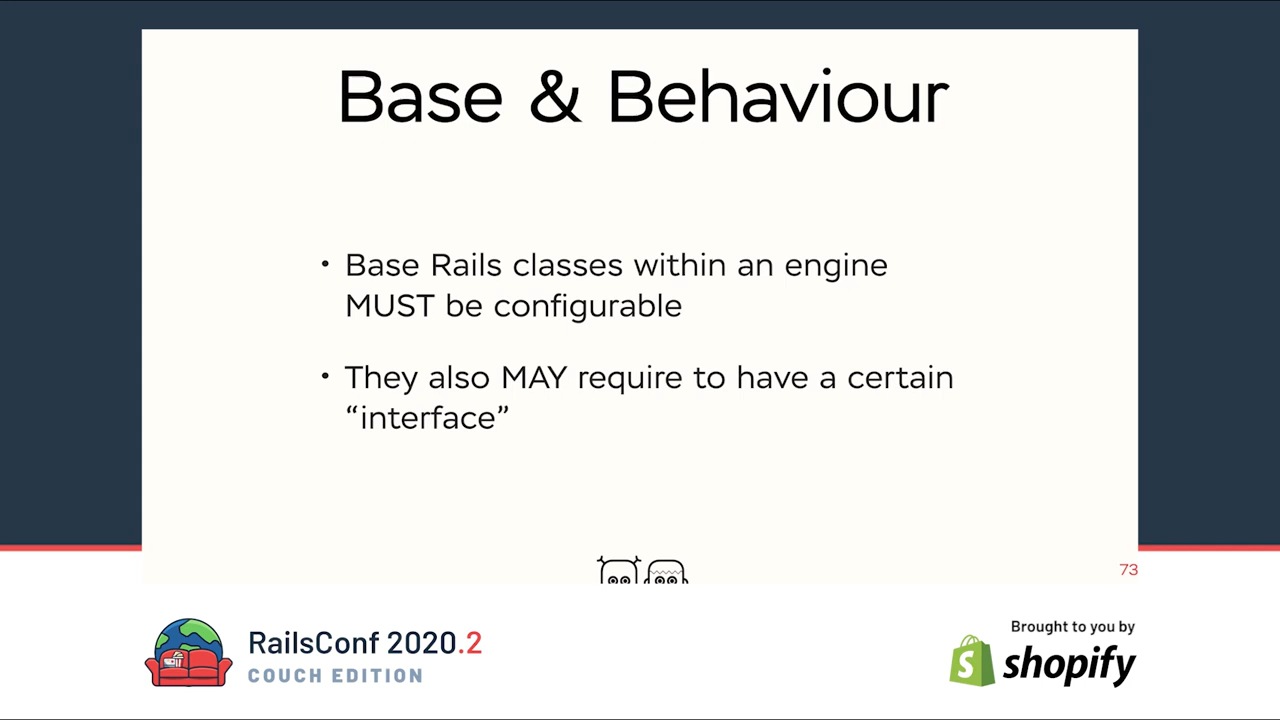 Base & Behaviour
• Base Rails classes within an engine
MUST be configurable
• They also MAY require to have a certain
“interface”
73
RailsConf 2020.2
COUCH EDITION
Brought to you by
shopify